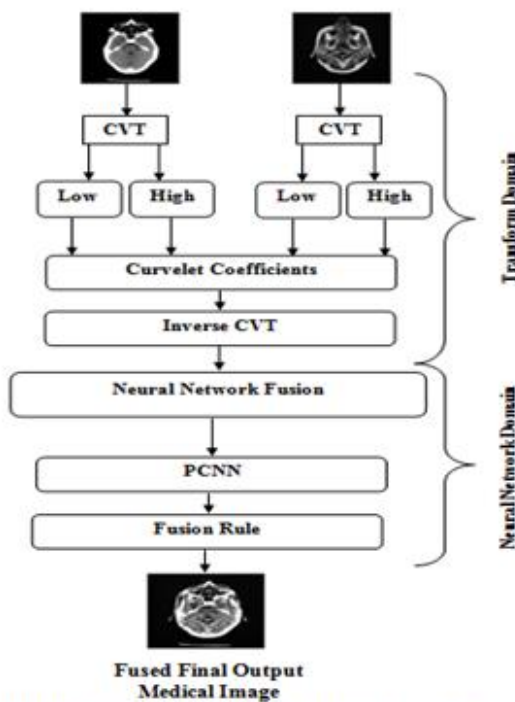 CVT
CVT
Low
High
Low
High
Curvelet Coefficients
Inverse CVT
Transform Domain
Neural Network Fusion
PCNN
Fusion Rule
Neural Network Domain
Fused Final Output
Medical Image